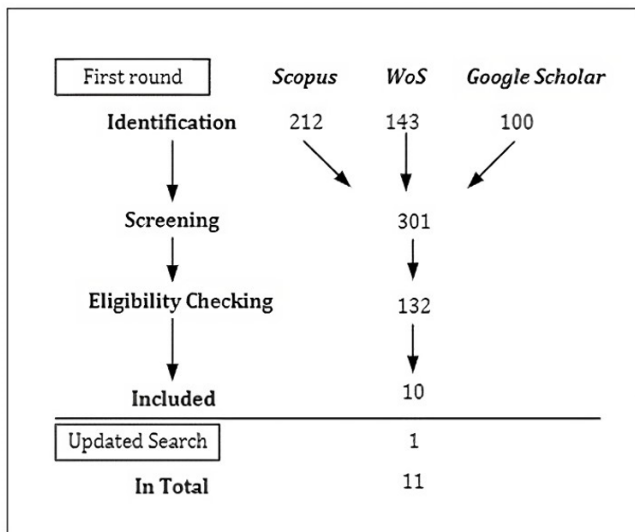 First round Scopus WoS Google Scholar
Identification 212 143 100
Screening 301
Eligibility Checking 132
Included 10
Updated Search 1
In Total 11